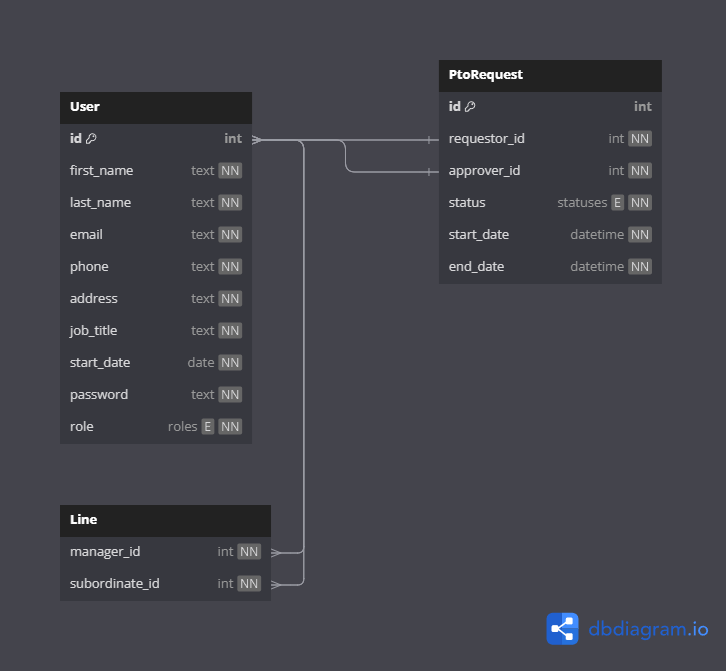 User
id int
first_name text NN
last_name text NN
email text NN
phone text NN
address text NN
job_title text NN
start_date date NN
password text NN
role roles E NN
PtoRequest
id int
requestor_id int NN
approver_id int NN
status statuses E NN
start_date datetime NN
end_date datetime NN
Line
manager_id int NN
subordinate_id int NN
dbdiagram.io